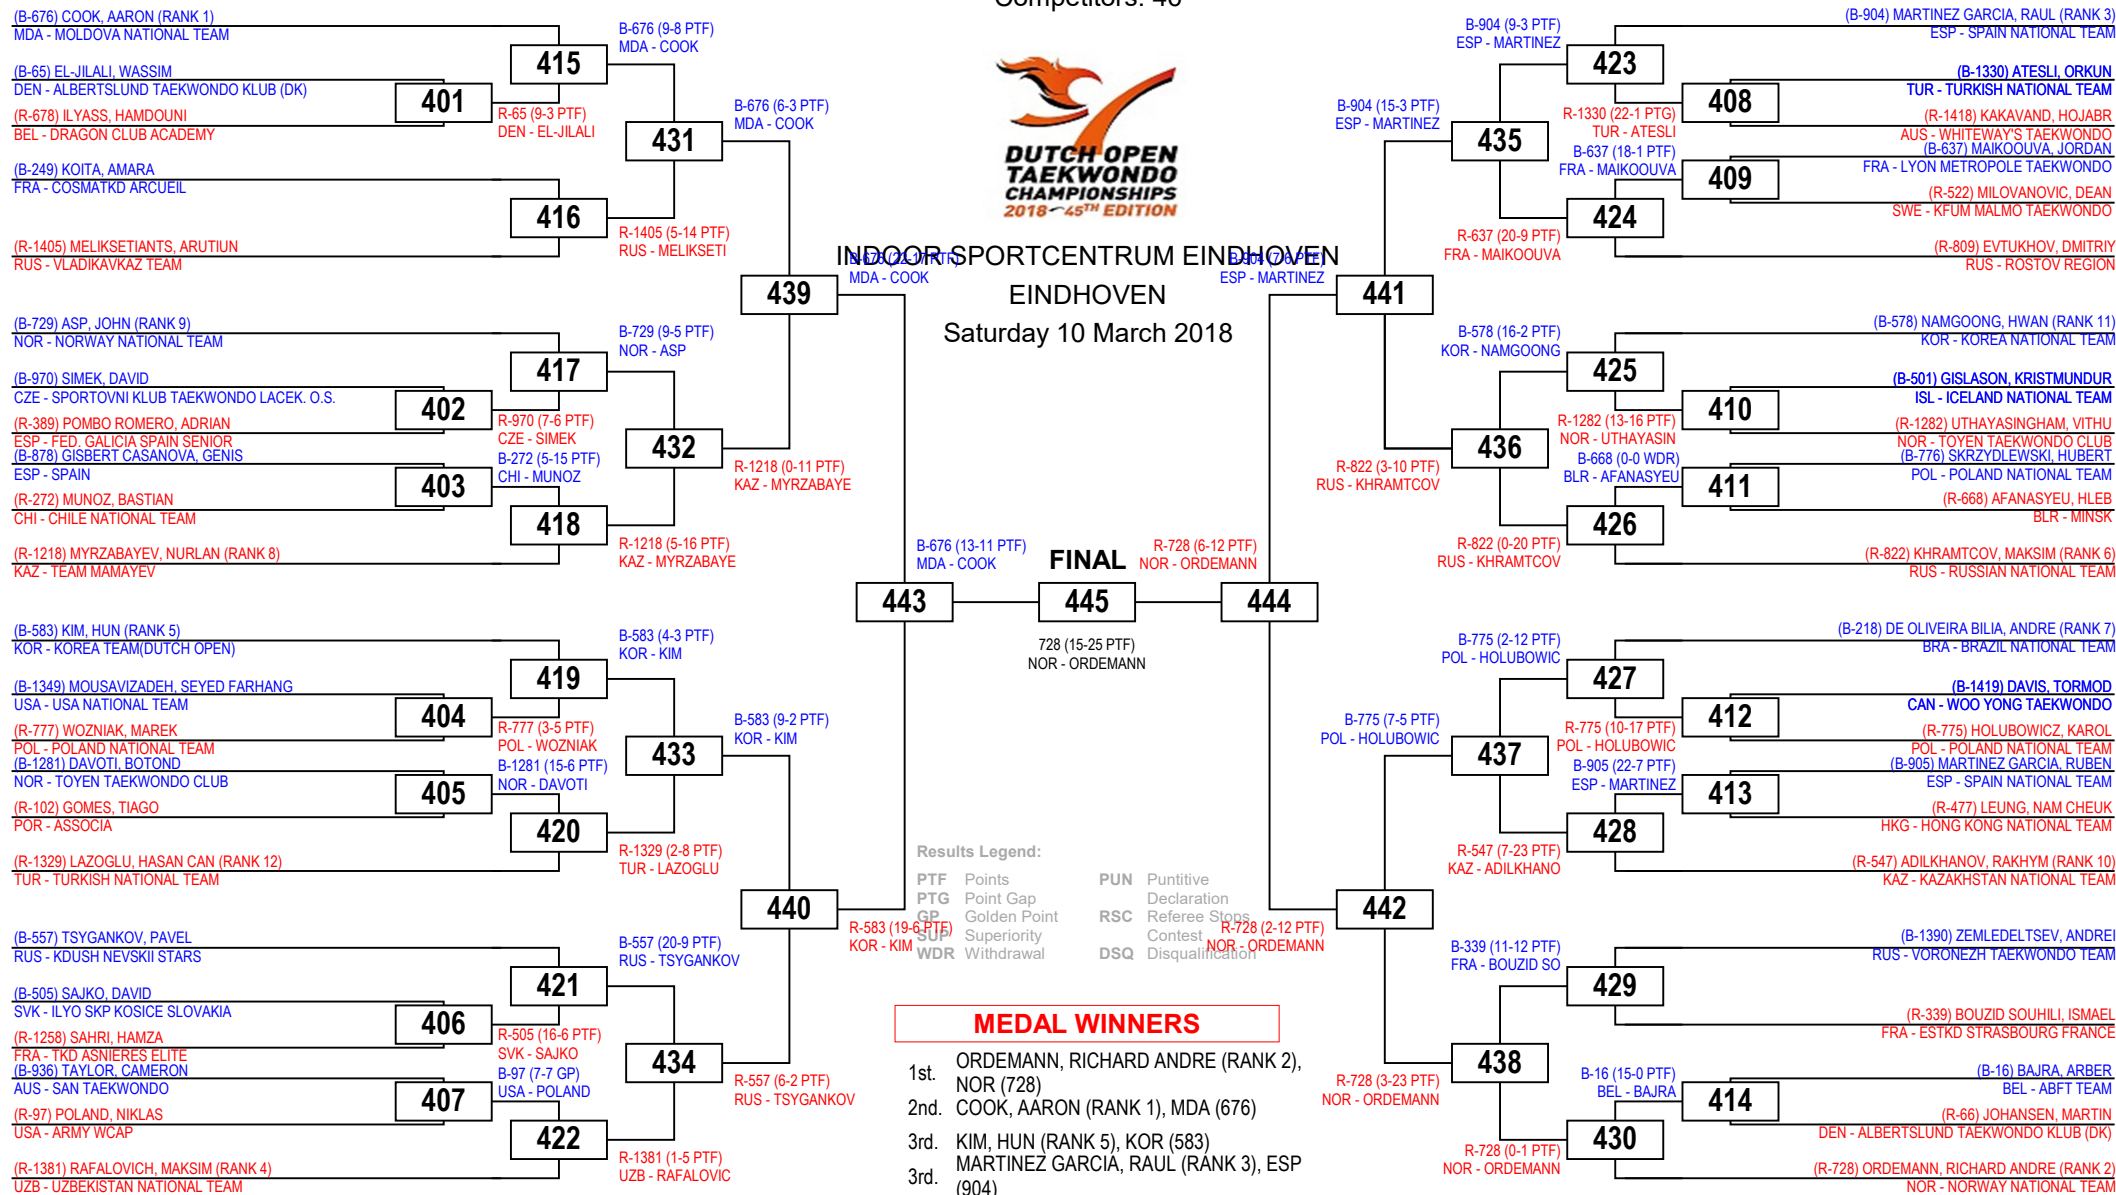 Competitors: 46
(B-676) COOK, AARON (RANK 1)
MDA - MOLDOVA NATIONAL TEAM
(B-65) EL-JILALI, WASSIM
DEN - ALBERTSLUND TAEKWONDO KLUB (DK)
(R-678) ILYASS, HAMDOUNI
BEL - DRAGON CLUB ACADEMY
(B-249) KOITA, AMARA
FRA - COSMATKD ARCUEIL
(R-1405) MELIKSETIANTS, ARUTIUN
RUS - VLADIKAVKAZ TEAM
(B-729) ASP, JOHN (RANK 9)
NOR - NORWAY NATIONAL TEAM
(B-970) SIMEK, DAVID
CZE - SPORTOVNI KLUB TAEKWONDO LACEK. O.S.
(R-389) POMBO ROMERO, ADRIAN
ESP - FED. GALICIA SPAIN SENIOR
(B-878) GISBERT CASANOVA, GENIS
ESP - SPAIN
(R-272) MUNOZ, BASTIAN
CHI - CHILE NATIONAL TEAM
(R-1218) MYRZABAYEV, NURLAN (RANK 8)
KAZ - TEAM MAMAYEV
(B-583) KIM, HUN (RANK 5)
KOR - KOREA TEAM(DUTCH OPEN)
(B-1349) MOUSAVIZADEH, SEYED FARHANG
USA - USA NATIONAL TEAM
(R-777) WOZNIAK, MAREK
POL - POLAND NATIONAL TEAM
(B-1281) DAVOTI, BOTOND
NOR - TOYEN TAEKWONDO CLUB
(R-102) GOMES, TIAGO
POR - ASSOCIA
(R-1329) LAZOGLU, HASAN CAN (RANK 12)
TUR - TURKISH NATIONAL TEAM
(B-557) TSYGANKOV, PAVEL
RUS - KDUSH NEVSKII STARS
(B-505) SAJKO, DAVID
SVK - ILYO SKP KOSICE SLOVAKIA
(R-1258) SAHRI, HAMZA
FRA - TKD ASNIERES ELITE
(B-936) TAYLOR, CAMERON
AUS - SAN TAEKWONDO
(R-97) POLAND, NIKLAS
USA - ARMY WCAP
(R-1381) RAFALOVICH, MAKSIM (RANK 4)
UZB - UZBEKISTAN NATIONAL TEAM
401
402
403
404
405
406
407
R-65 (9-3 PTF)
DEN - EL-JILALI
R-970 (7-6 PTF)
CZE - SIMEK
B-272 (5-15 PTF)
CHI - MUNOZ
R-777 (3-5 PTF)
POL - WOZNIAK
B-1281 (15-6 PTF)
NOR - DAVOTI
R-505 (16-6 PTF)
SVK - SAJKO
B-97 (7-7 GP)
USA - POLAND
415
416
417
418
419
420
421
422
B-676 (9-8 PTF)
MDA - COOK
R-1405 (5-14 PTF)
RUS - MELIKSETI
B-729 (9-5 PTF)
NOR - ASP
R-1218 (5-16 PTF)
KAZ - MYRZABAYE
B-583 (4-3 PTF)
KOR - KIM
R-1329 (2-8 PTF)
TUR - LAZOGLU
B-557 (20-9 PTF)
RUS - TSYGANKOV
R-1381 (1-5 PTF)
UZB - RAFALOVIC
431
432
433
434
B-676 (6-3 PTF)
MDA - COOK
R-1218 (0-11 PTF)
KAZ - MYRZABAYE
B-583 (9-2 PTF)
KOR - KIM
R-557 (6-2 PTF)
RUS - TSYGANKOV
439
440
B-676 (22-17 PTF)
MDA - COOK
R-583 (19-6 PTF)
KOR - KIM
443
B-676 (13-11 PTF)
MDA - COOK
DUTCH OPEN
TAEKWONDO
CHAMPIONSHIPS
2018 ~ 45TH EDITION
INDOOR SPORTCENTRUM EINDHOVEN
EINDHOVEN
Saturday 10 March 2018
FINAL
445
728 (15-25 PTF)
NOR - ORDEMANN
Results Legend:
PTF Points
PTG Point Gap
GP Golden Point
SUP Superiority
WDR Withdrawal
PUN Puntitive
Declaration
RSC Referee Stops
Contest
DSQ Disqualification
MEDAL WINNERS
1st. ORDEMANN, RICHARD ANDRE (RANK 2),
NOR (728)
2nd. COOK, AARON (RANK 1), MDA (676)
3rd. KIM, HUN (RANK 5), KOR (583)
3rd. MARTINEZ GARCIA, RAUL (RANK 3), ESP
(904)
R-728 (6-12 PTF)
NOR - ORDEMANN
444
B-904 (7-6 PTF)
ESP - MARTINEZ
R-728 (2-12 PTF)
NOR - ORDEMANN
441
442
B-904 (15-3 PTF)
ESP - MARTINEZ
R-822 (3-10 PTF)
RUS - KHRAMTCOV
B-775 (7-5 PTF)
POL - HOLUBOWIC
R-728 (3-23 PTF)
NOR - ORDEMANN
435
436
437
438
B-904 (9-3 PTF)
ESP - MARTINEZ
R-637 (20-9 PTF)
FRA - MAIKOOUVA
B-578 (16-2 PTF)
KOR - NAMGOONG
R-822 (0-20 PTF)
RUS - KHRAMTCOV
B-775 (2-12 PTF)
POL - HOLUBOWIC
R-547 (7-23 PTF)
KAZ - ADILKHANO
B-339 (11-12 PTF)
FRA - BOUZID SO
R-728 (0-1 PTF)
NOR - ORDEMANN
423
424
425
426
427
428
429
430
R-1330 (22-1 PTG)
TUR - ATESLI
B-637 (18-1 PTF)
FRA - MAIKOOUVA
R-1282 (13-16 PTF)
NOR - UTHAYASIN
B-668 (0-0 WDR)
BLR - AFANASYEU
R-775 (10-17 PTF)
POL - HOLUBOWIC
B-905 (22-7 PTF)
ESP - MARTINEZ
B-16 (15-0 PTF)
BEL - BAJRA
408
409
410
411
412
413
414
(B-904) MARTINEZ GARCIA, RAUL (RANK 3)
ESP - SPAIN NATIONAL TEAM
(B-1330) ATESLI, ORKUN
TUR - TURKISH NATIONAL TEAM
(R-1418) KAKAVAND, HOJABR
AUS - WHITEWAY'S TAEKWONDO
(B-637) MAIKOOUVA, JORDAN
FRA - LYON METROPOLE TAEKWONDO
(R-522) MILOVANOVIC, DEAN
SWE - KFUM MALMO TAEKWONDO
(R-809) EVTUKHOV, DMITRIY
RUS - ROSTOV REGION
(B-578) NAMGOONG, HWAN (RANK 11)
KOR - KOREA NATIONAL TEAM
(B-501) GISLASON, KRISTMUNDUR
ISL - ICELAND NATIONAL TEAM
(R-1282) UTHAYASINGHAM, VITHU
NOR - TOYEN TAEKWONDO CLUB
(B-776) SKRZYDLEWSKI, HUBERT
POL - POLAND NATIONAL TEAM
(R-668) AFANASYEU, HLEB
BLR - MINSK
(R-822) KHRAMTCOV, MAKSIM (RANK 6)
RUS - RUSSIAN NATIONAL TEAM
(B-218) DE OLIVEIRA BILIA, ANDRE (RANK 7)
BRA - BRAZIL NATIONAL TEAM
(B-1419) DAVIS, TORMOD
CAN - WOO YONG TAEKWONDO
(R-775) HOLUBOWICZ, KAROL
POL - POLAND NATIONAL TEAM
(B-905) MARTINEZ GARCIA, RUBEN
ESP - SPAIN NATIONAL TEAM
(R-477) LEUNG, NAM CHEUK
HKG - HONG KONG NATIONAL TEAM
(R-547) ADILKHANOV, RAKHYM (RANK 10)
KAZ - KAZAKHSTAN NATIONAL TEAM
(B-1390) ZEMLEDELTSEV, ANDREI
RUS - VORONEZH TAEKWONDO TEAM
(R-339) BOUZID SOUHILI, ISMAEL
FRA - ESTKD STRASBOURG FRANCE
(B-16) BAJRA, ARBER
BEL - ABFT TEAM
(R-66) JOHANSEN, MARTIN
DEN - ALBERTSLUND TAEKWONDO KLUB (DK)
(R-728) ORDEMANN, RICHARD ANDRE (RANK 2)
NOR - NORWAY NATIONAL TEAM